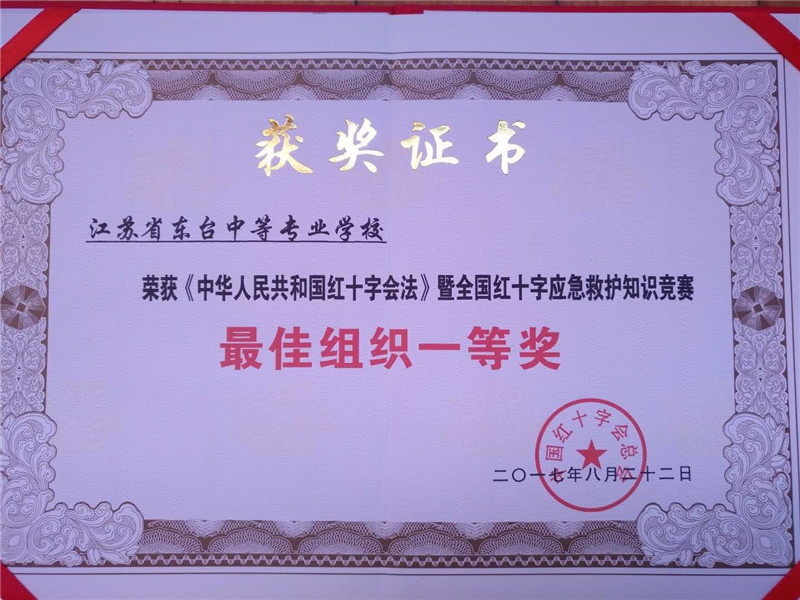 获奖证书
江苏省东台中等专业学校
荣获《中华人民共和国红十字会法》暨全国红十字应急救护知识竞赛
最佳组织一等奖
国红十字会总会
二〇一七年八月二十二日